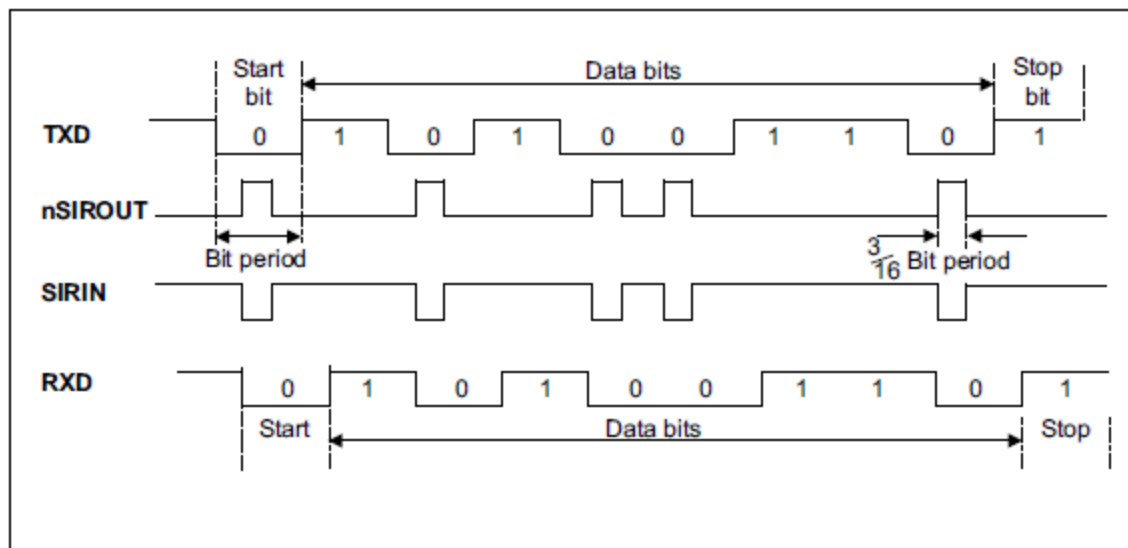 Start bit
Data bits
Stop bit
TXD
0 1 0 1 0 0 1 1 0 1
nSIROUT
Bit period
3/16 Bit period
SIRIN
RXD
0 1 0 1 0 0 1 1 0 1
Start
Data bits
Stop